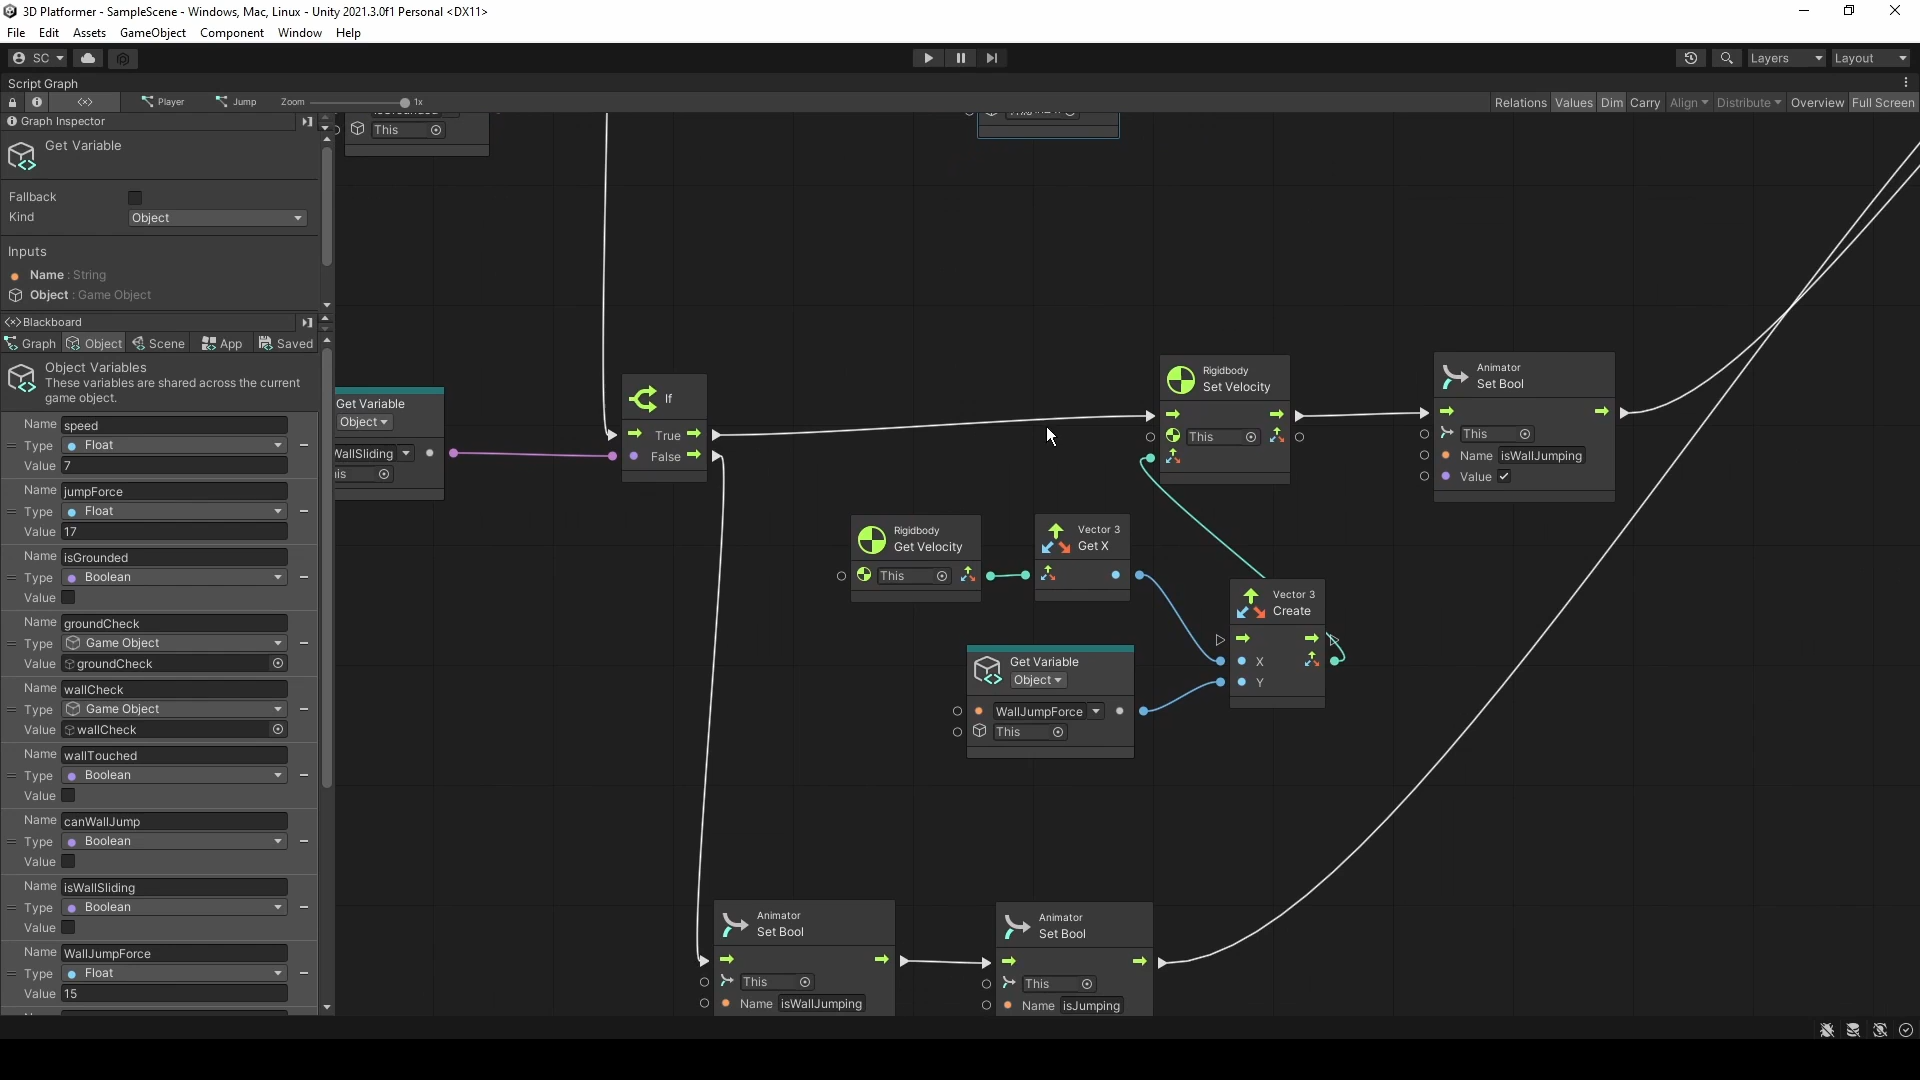 3D Platformer - SampleScene - Windows, Mac, Linux - Unity 2021.3.0f1 Personal <DX11>
File Edit Assets GameObject Component Window Help
SC Layers Layout
Script Graph
Player Jump Zoom 1x Relations Values Dim Carry Align Distribute Overview Full Screen
Graph Inspector
Get Variable
Fallback
Kind Object
Inputs
Name : String
Object : Game Object
Blackboard
Graph Object Scene App Saved
Object Variables
These variables are shared across the current
game object.
Name speed
Type Float
Value 7
Name jumpForce
Type Float
Value 17
Name isGrounded
Type Boolean
Value
Name groundCheck
Type Game Object
Value groundCheck
Name wallCheck
Type Game Object
Value wallCheck
Name wallTouched
Type Boolean
Value
Name canWallJump
Type Boolean
Value
Name isWallSliding
Type Boolean
Value
Name WallJumpForce
Type Float
Value 15
This
Get Variable
Object
WallSliding
If
True
False
Rigidbody
Set Velocity
This
Animator
Set Bool
This
Name isWallJumping
Value
Rigidbody
Get Velocity
This
Vector 3
Get X
Vector 3
Create
X
Y
Get Variable
Object
WallJumpForce
This
Animator
Set Bool
This
Name isWallJumping
Animator
Set Bool
This
Name isJumping